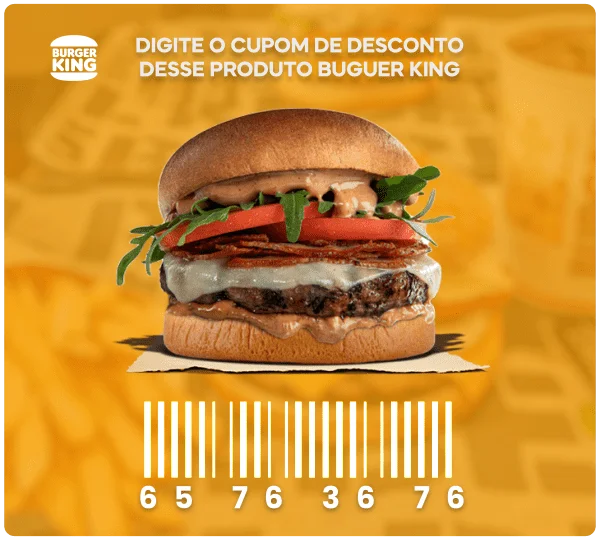 BURGER
KING
DIGITE O CUPOM DE DESCONTO
DESSE PRODUTO BUGUER KING
65 76 36 76